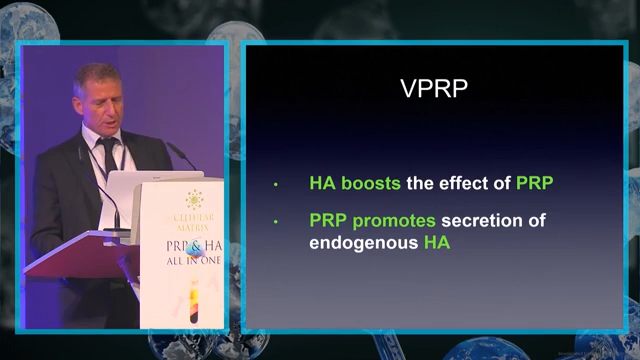 VPRP
• HA boosts the effect of PRP
• PRP promotes secretion of
endogenous HA
CELLULAR
MATRIX
PRP & HA
ALL IN ONE